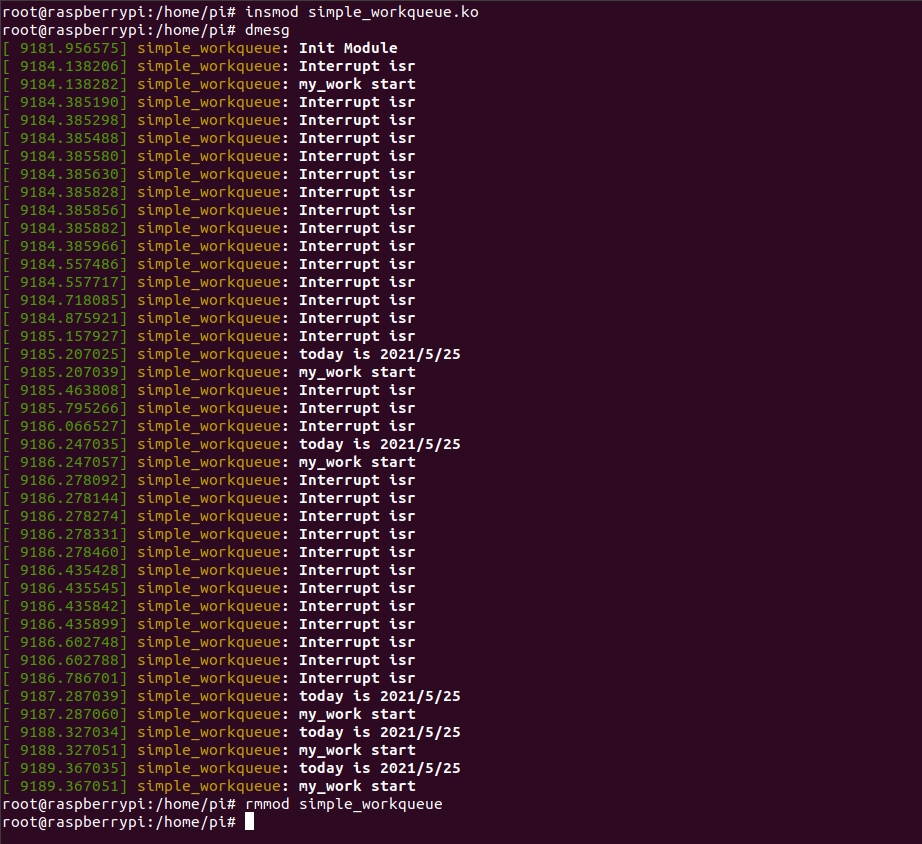 root@raspberrypi:/home/pi# insmod simple_workqueue.ko
root@raspberrypi:/home/pi# dmesg
[ 9181.956575] simple_workqueue: Init Module
[ 9184.138206] simple_workqueue: Interrupt isr
[ 9184.138282] simple_workqueue: my_work start
[ 9184.385190] simple_workqueue: Interrupt isr
[ 9184.385298] simple_workqueue: Interrupt isr
[ 9184.385488] simple_workqueue: Interrupt isr
[ 9184.385580] simple_workqueue: Interrupt isr
[ 9184.385630] simple_workqueue: Interrupt isr
[ 9184.385828] simple_workqueue: Interrupt isr
[ 9184.385856] simple_workqueue: Interrupt isr
[ 9184.385882] simple_workqueue: Interrupt isr
[ 9184.385966] simple_workqueue: Interrupt isr
[ 9184.557486] simple_workqueue: Interrupt isr
[ 9184.557717] simple_workqueue: Interrupt isr
[ 9184.718085] simple_workqueue: Interrupt isr
[ 9184.875921] simple_workqueue: Interrupt isr
[ 9185.157927] simple_workqueue: Interrupt isr
[ 9185.207025] simple_workqueue: today is 2021/5/25
[ 9185.207039] simple_workqueue: my_work start
[ 9185.463808] simple_workqueue: Interrupt isr
[ 9185.795266] simple_workqueue: Interrupt isr
[ 9186.066527] simple_workqueue: Interrupt isr
[ 9186.247035] simple_workqueue: today is 2021/5/25
[ 9186.247057] simple_workqueue: my_work start
[ 9186.278092] simple_workqueue: Interrupt isr
[ 9186.278144] simple_workqueue: Interrupt isr
[ 9186.278274] simple_workqueue: Interrupt isr
[ 9186.278331] simple_workqueue: Interrupt isr
[ 9186.278460] simple_workqueue: Interrupt isr
[ 9186.435428] simple_workqueue: Interrupt isr
[ 9186.435545] simple_workqueue: Interrupt isr
[ 9186.435842] simple_workqueue: Interrupt isr
[ 9186.435899] simple_workqueue: Interrupt isr
[ 9186.602748] simple_workqueue: Interrupt isr
[ 9186.602788] simple_workqueue: Interrupt isr
[ 9186.786701] simple_workqueue: Interrupt isr
[ 9187.287039] simple_workqueue: today is 2021/5/25
[ 9187.287060] simple_workqueue: my_work start
[ 9188.327034] simple_workqueue: today is 2021/5/25
[ 9188.327051] simple_workqueue: my_work start
[ 9189.367035] simple_workqueue: today is 2021/5/25
[ 9189.367051] simple_workqueue: my_work start
root@raspberrypi:/home/pi# rmmod simple_workqueue
root@raspberrypi:/home/pi#